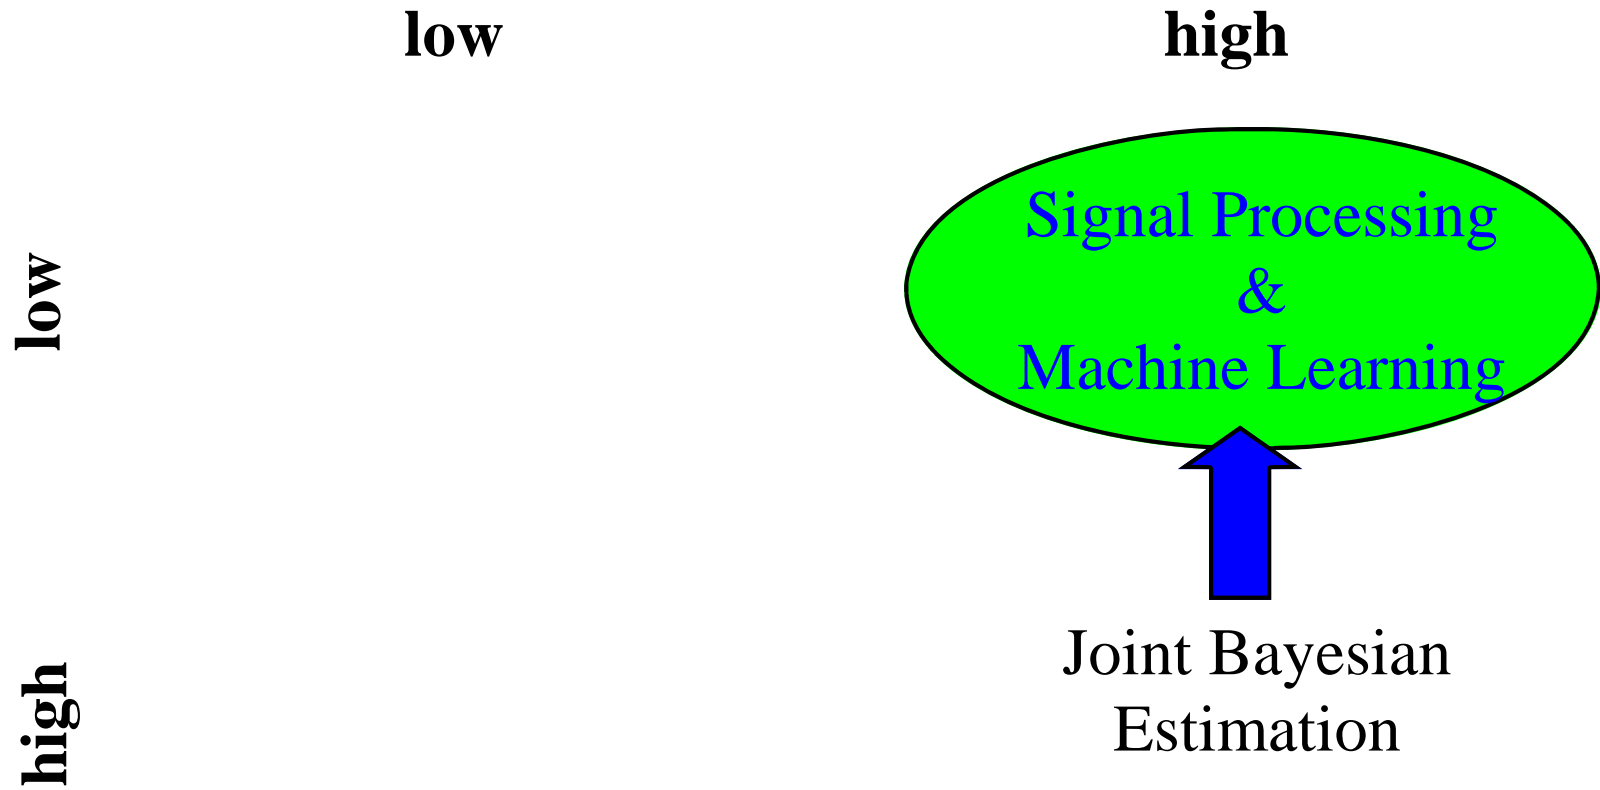 low
high
low
Signal Processing
&
Machine Learning
high
Joint Bayesian
Estimation